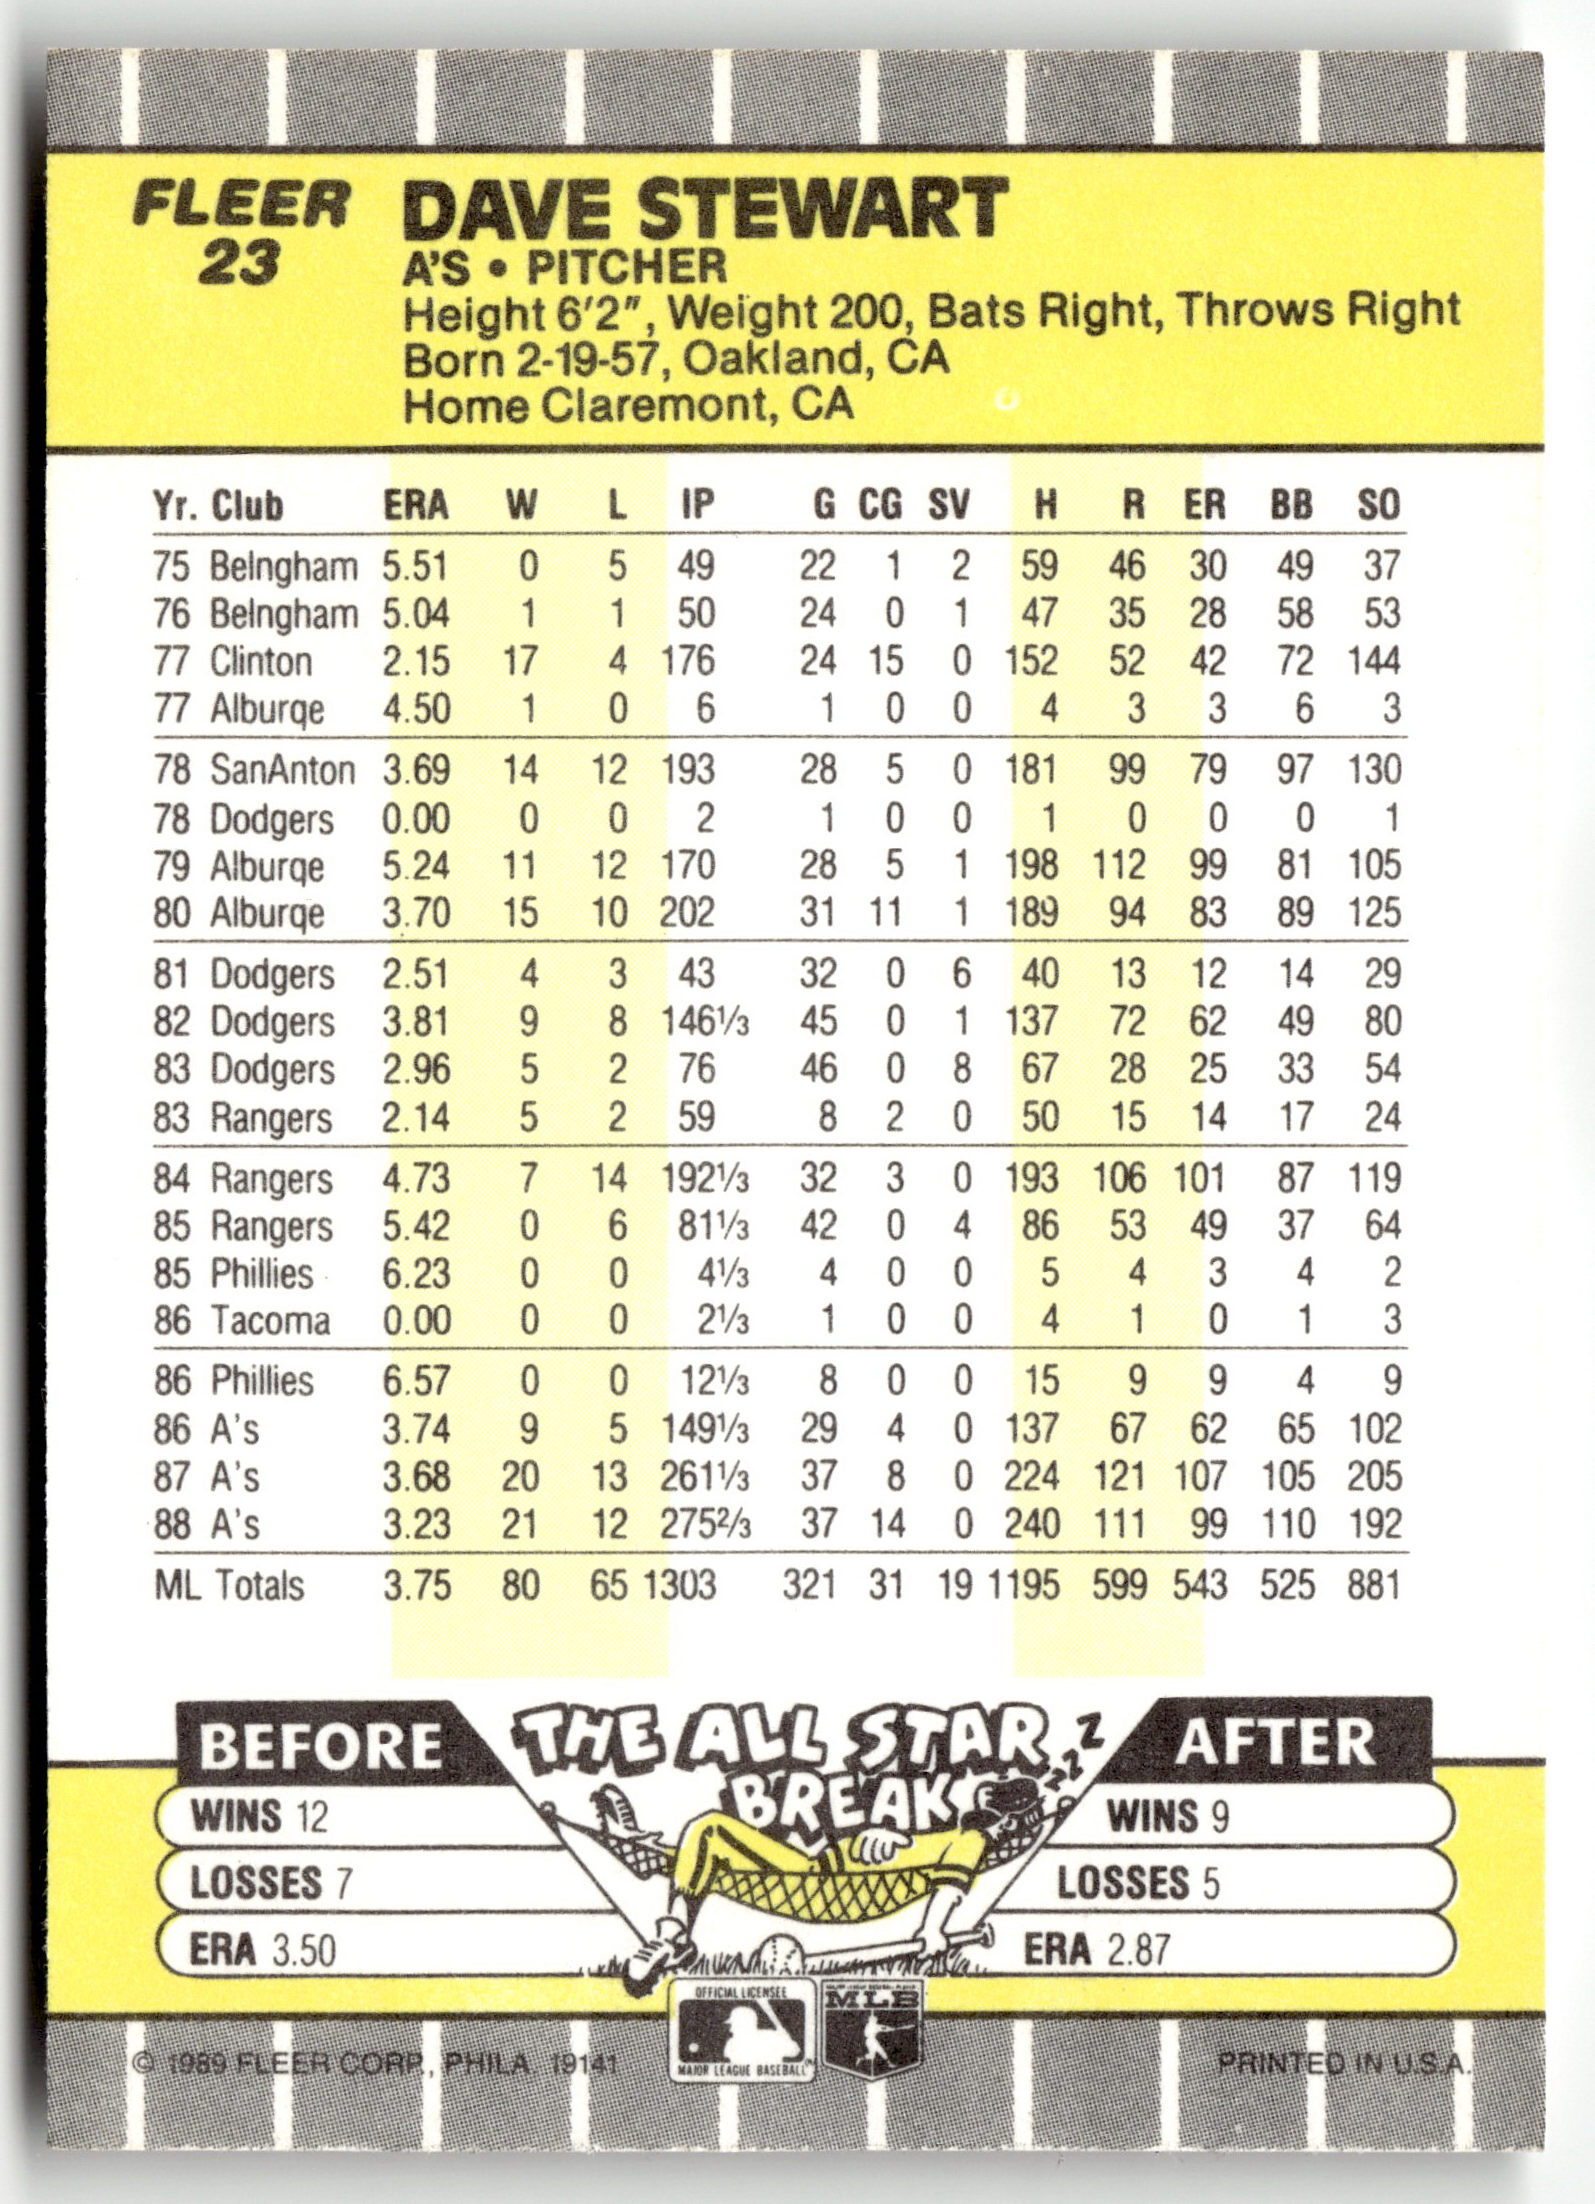 FLEER
23
DAVE STEWART
A'S • PITCHER
Height 6'2", Weight 200, Bats Right, Throws Right
Born 2-19-57, Oakland, CA
Home Claremont, CA
Yr. Club ERA W L IP G CG SV H R ER BB SO
75 Belngham 5.51 0 5 49 22 1 2 59 46 30 49 37
76 Belngham 5.04 1 1 50 24 0 1 47 35 28 58 53
77 Clinton 2.15 17 4 176 24 15 0 152 52 42 72 144
77 Alburqe 4.50 1 0 6 1 0 0 4 3 3 6 3
78 SanAnton 3.69 14 12 193 28 5 0 181 99 79 97 130
78 Dodgers 0.00 0 0 2 1 0 0 1 0 0 0 1
79 Alburqe 5.24 11 12 170 28 5 1 198 112 99 81 105
80 Alburqe 3.70 15 10 202 31 11 1 189 94 83 89 125
81 Dodgers 2.51 4 3 43 32 0 6 40 13 12 14 29
82 Dodgers 3.81 9 8 146⅓ 45 0 1 137 72 62 49 80
83 Dodgers 2.96 5 2 76 46 0 8 67 28 25 33 54
83 Rangers 2.14 5 2 59 8 2 0 50 15 14 17 24
84 Rangers 4.73 7 14 192⅓ 32 3 0 193 106 101 87 119
85 Rangers 5.42 0 6 81⅓ 42 0 4 86 53 49 37 64
85 Phillies 6.23 0 0 4⅓ 4 0 0 5 4 3 4 2
86 Tacoma 0.00 0 0 2⅓ 1 0 0 4 1 0 1 3
86 Phillies 6.57 0 0 12⅓ 8 0 0 15 9 9 4 9
86 A's 3.74 9 5 149⅓ 29 4 0 137 67 62 65 102
87 A's 3.68 20 13 261⅓ 37 8 0 224 121 107 105 205
88 A's 3.23 21 12 275⅔ 37 14 0 240 111 99 110 192
ML Totals 3.75 80 65 1303 321 31 19 1195 599 543 525 881
BEFORE THE ALL STAR BREAK ZZZZ AFTER
WINS 12 WINS 9
LOSSES 7 LOSSES 5
ERA 3.50 ERA 2.87
OFFICIAL LICENSEE
MAJOR LEAGUE BASEBALL
MLB
© 1989 FLEER CORP., PHILA. 19141 PRINTED IN U.S.A.